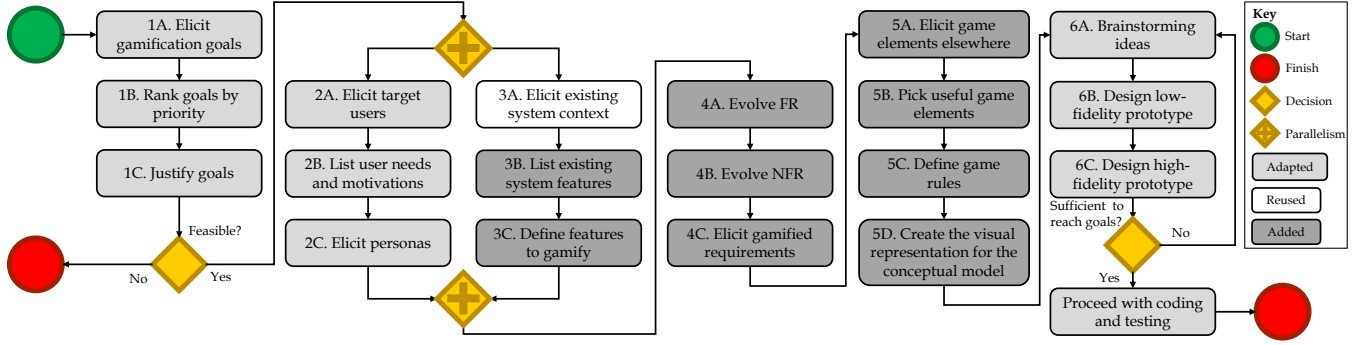 1A. Elicit
gamification goals
1B. Rank goals by
priority
1C. Justify goals
Feasible?
No
Yes
2A. Elicit target
users
2B. List user needs
and motivations
2C. Elicit personas
3A. Elicit existing
system context
3B. List existing
system features
3C. Define features
to gamify
4A. Evolve FR
4B. Evolve NFR
4C. Elicit gamified
requirements
5A. Elicit game
elements elsewhere
5B. Pick useful game
elements
5C. Define game
rules
5D. Create the visual
representation for the
conceptual model
6A. Brainstorming
ideas
6B. Design low-
fidelity prototype
6C. Design high-
fidelity prototype
Sufficient to
reach goals?
No
Yes
Proceed with coding
and testing
Key
Start
Finish
Decision
Parallelism
Adapted
Reused
Added